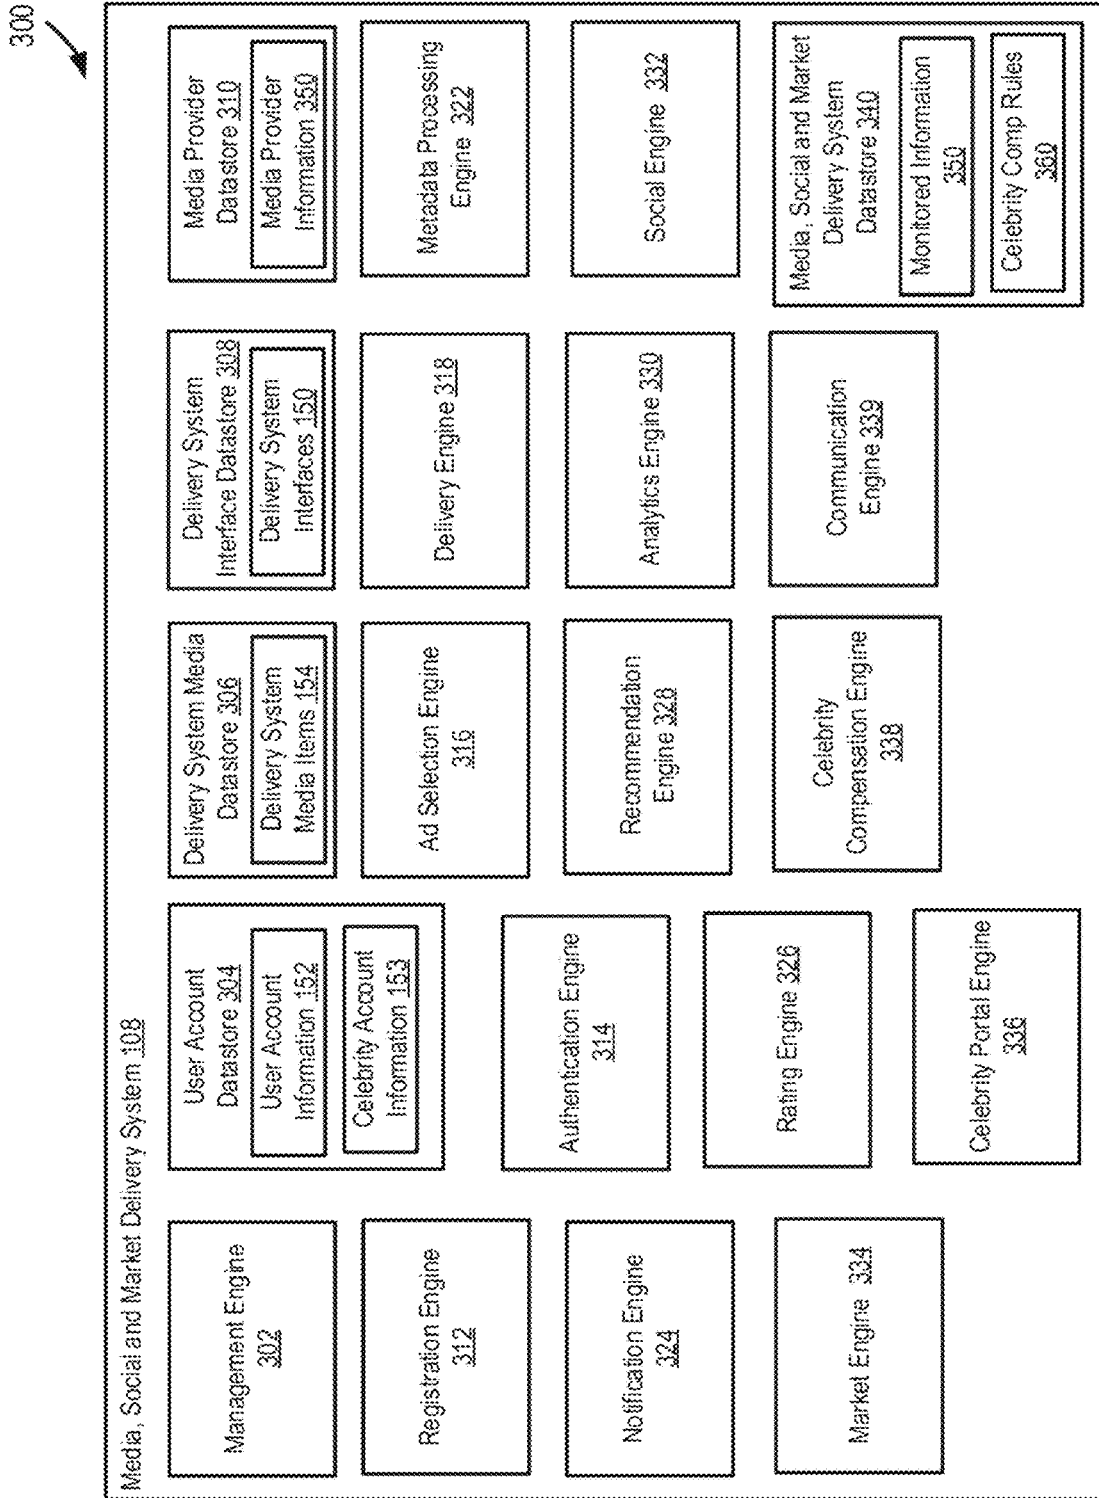 300
Media, Social and Market Delivery System 108
Management Engine
302
User Account
Datastore 304
User Account
Information 152
Celebrity Account
Information 153
Delivery System Media
Datastore 306
Delivery System
Media Items 154
Delivery System
Interface Datastore 308
Delivery System
Interfaces 150
Media Provider
Datastore 310
Media Provider
Information 350
Registration Engine
312
Authentication Engine
314
Ad Selection Engine
316
Delivery Engine 318
Metadata Processing
Engine 322
Notification Engine
324
Rating Engine 326
Recommendation
Engine 328
Analytics Engine 330
Social Engine 332
Market Engine 334
Celebrity Portal Engine
336
Celebrity
Compensation Engine
338
Communication
Engine 339
Media, Social and Market
Delivery System
Datastore 340
Monitored Information
350
Celebrity Comp Rules
360